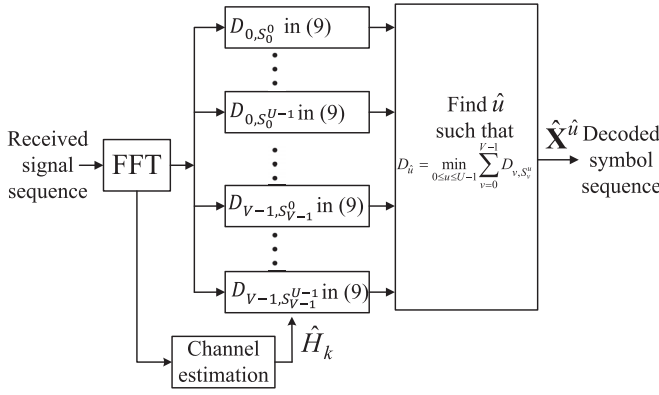 Received
signal
sequence
FFT
D_{0,S_0^0} in (9)
D_{0,S_0^{U-1}} in (9)
D_{V-1,S_{V-1}^0} in (9)
D_{V-1,S_{V-1}^{U-1}} in (9)
Channel
estimation
Ĥ_k
Find û
such that
D_û = min_{0≤u≤U-1} ∑_{v=0}^{V-1} D_{v,S_v^u}
X̂^û Decoded
symbol
sequence